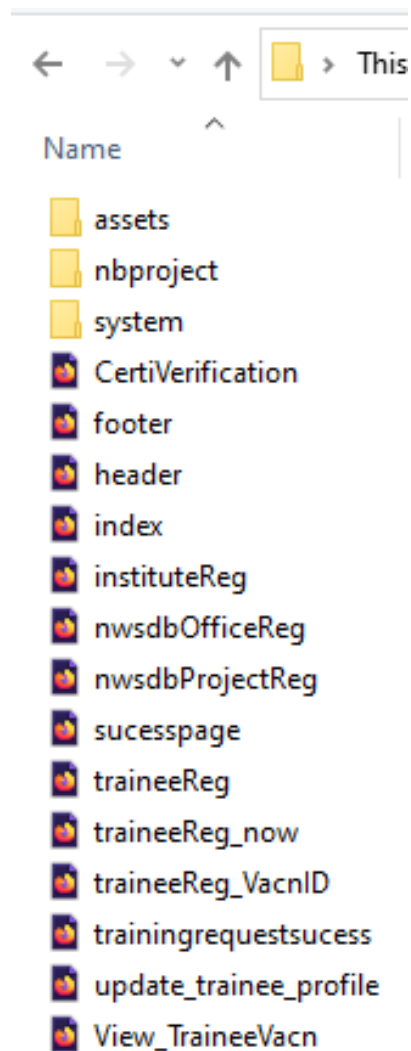 This
Name
assets
nbproject
system
CertiVerification
footer
header
index
instituteReg
nwsdbOfficeReg
nwsdbProjectReg
sucesspage
traineeReg
traineeReg_now
traineeReg_VacnID
trainingrequestsucess
update_trainee_profile
View_TraineeVacn